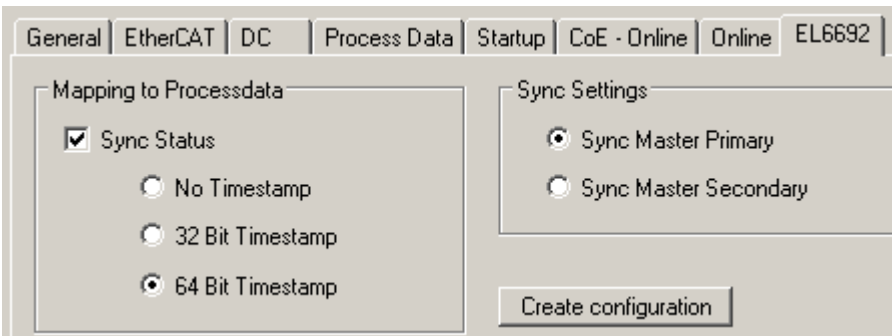 General EtherCAT DC Process Data Startup CoE - Online Online EL6692
Mapping to Processdata
Sync Status
No Timestamp
32 Bit Timestamp
64 Bit Timestamp
Sync Settings
Sync Master Primary
Sync Master Secondary
Create configuration